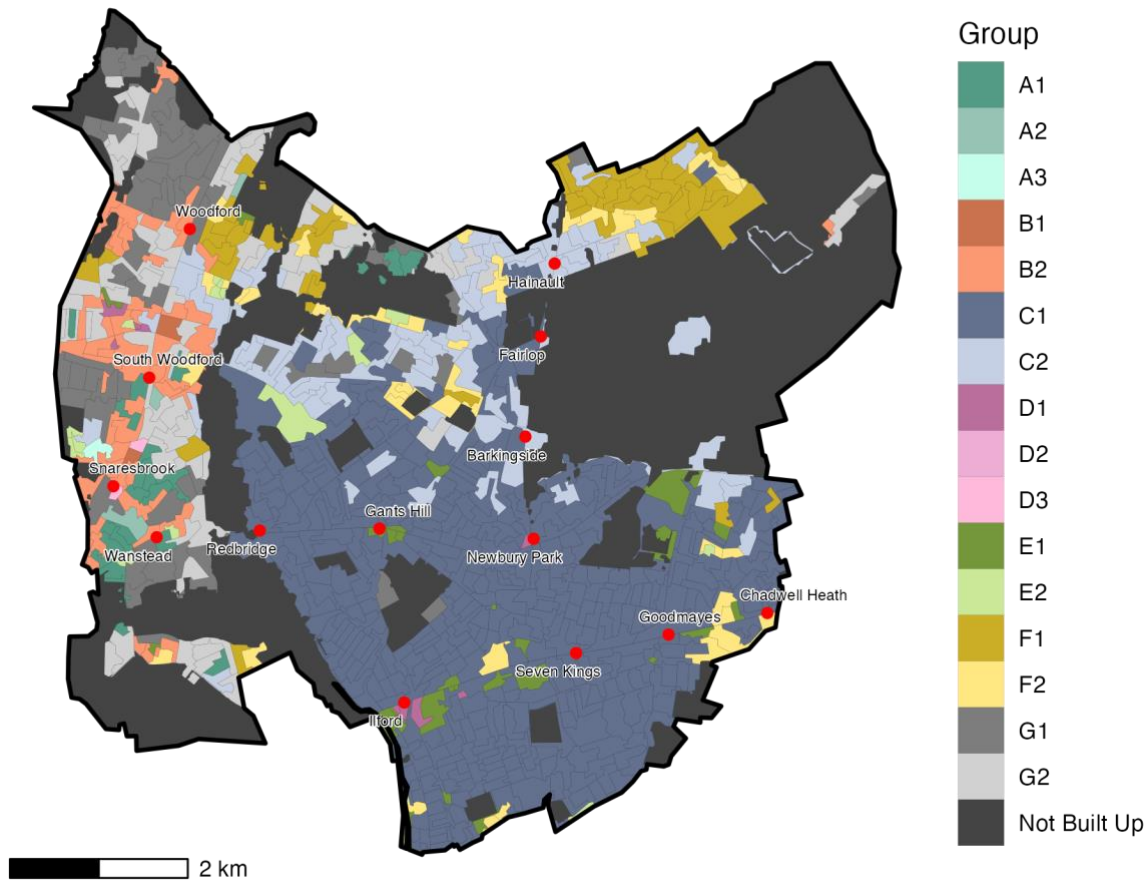 Group
A1
A2
A3
B1
B2
C1
C2
D1
D2
D3
E1
E2
F1
F2
G1
G2
Not Built Up
Woodford
Hainault
Fairlop
South Woodford
Barkingside
Snaresbrook
Gants Hill
Wanstead
Redbridge
Newbury Park
Chadwell Heath
Goodmayes
Seven Kings
Ilford
2 km